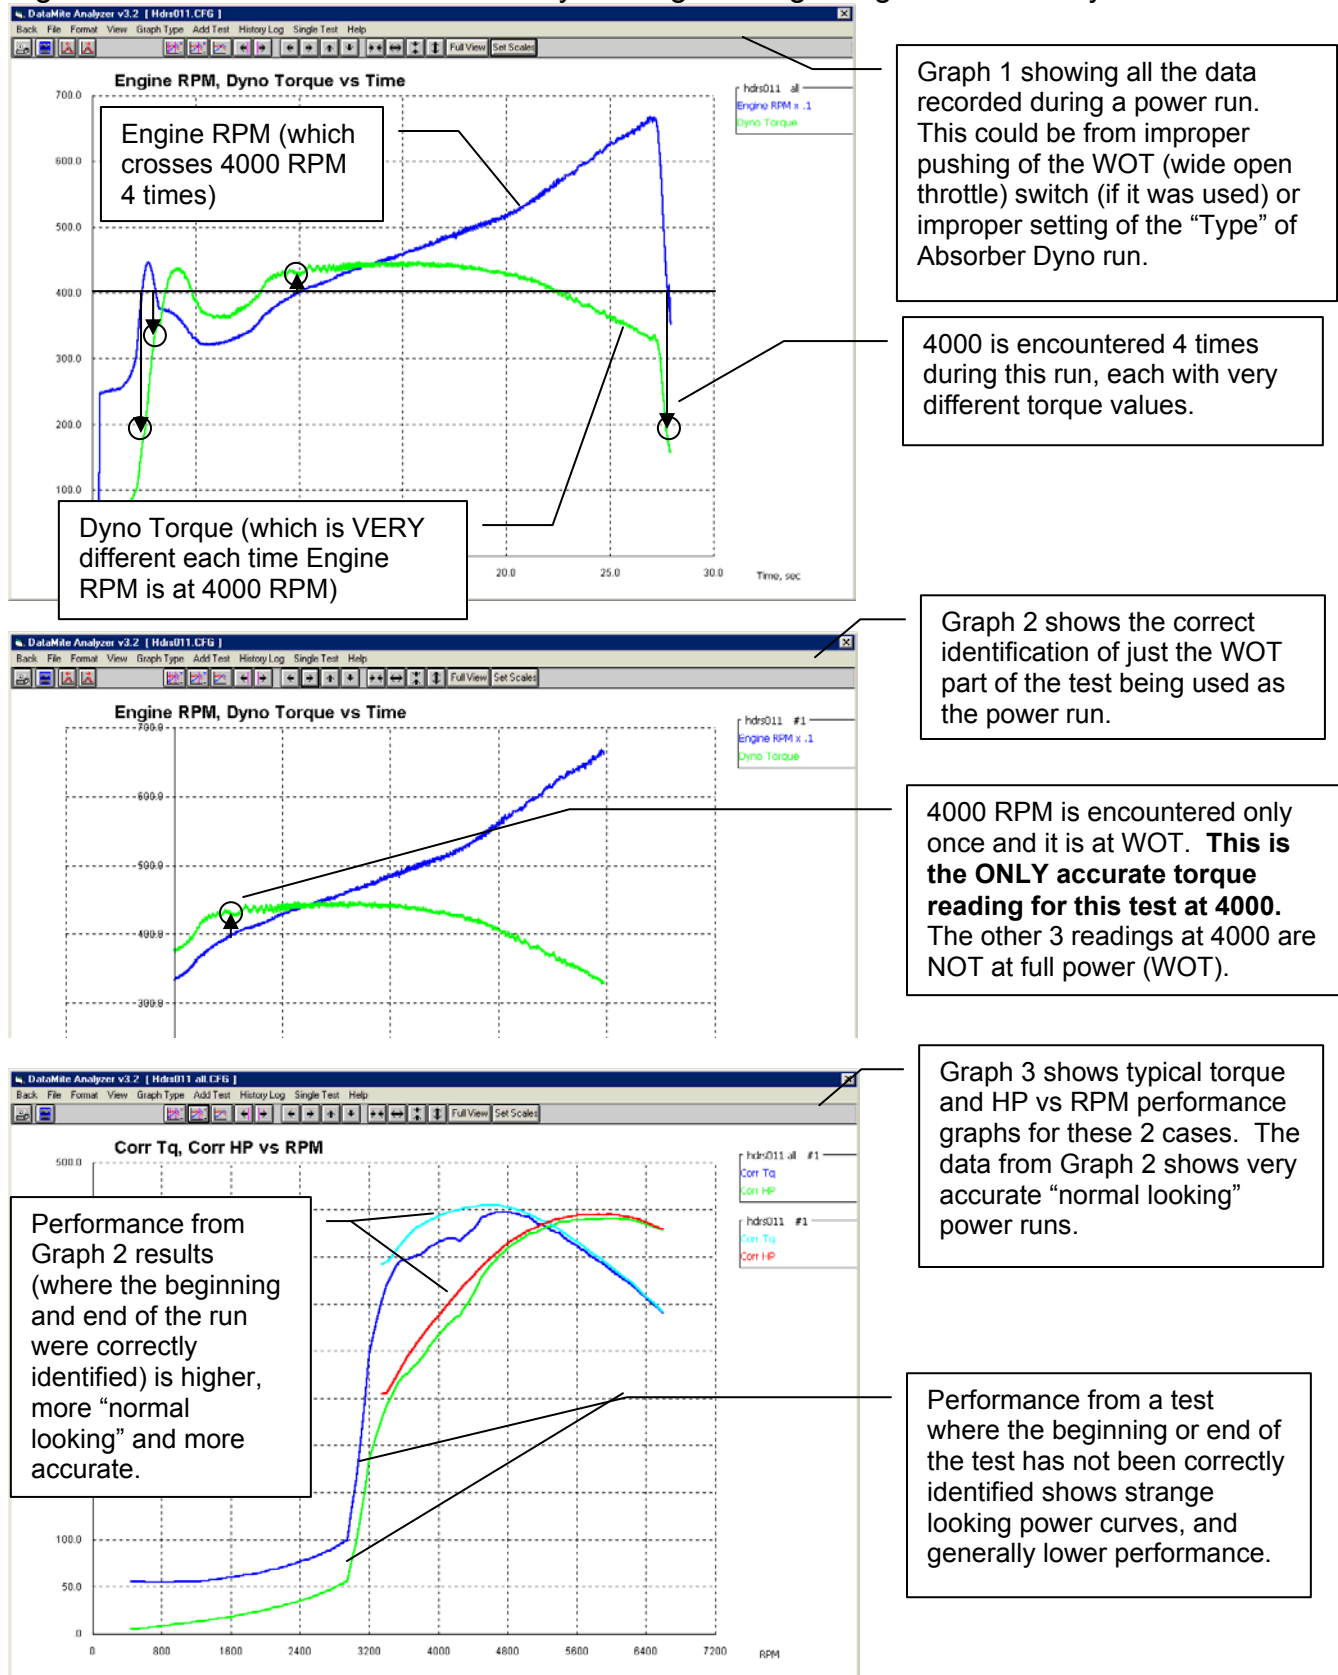 DataMite Analyzer v3.2 [ Hdrs011.CFG ]
Back File Format View Graph Type Add Test History Log Single Test Help
Full View Set Scales
Engine RPM, Dyno Torque vs Time
hdrs011 all
Engine RPM x .1
Dyno Torque
700.0
600.0
500.0
400.0
300.0
200.0
100.0
20.0
25.0
30.0
Time, sec
Engine RPM (which
crosses 4000 RPM
4 times)
Dyno Torque (which is VERY
different each time Engine
RPM is at 4000 RPM)
Graph 1 showing all the data
recorded during a power run.
This could be from improper
pushing of the WOT (wide open
throttle) switch (if it was used) or
improper setting of the “Type” of
Absorber Dyno run.
4000 is encountered 4 times
during this run, each with very
different torque values.
DataMite Analyzer v3.2 [ Hdrs011.CFG ]
Back File Format View Graph Type Add Test History Log Single Test Help
Full View Set Scales
Engine RPM, Dyno Torque vs Time
hdrs011 #1
Engine RPM x .1
Dyno Torque
700.0
600.0
500.0
400.0
300.0
Graph 2 shows the correct
identification of just the WOT
part of the test being used as
the power run.
4000 RPM is encountered only
once and it is at WOT. This is
the ONLY accurate torque
reading for this test at 4000.
The other 3 readings at 4000 are
NOT at full power (WOT).
DataMite Analyzer v3.2 [ Hdrs011 all.CFG ]
Back File Format View Graph Type Add Test History Log Single Test Help
Full View Set Scales
Corr Tq, Corr HP vs RPM
hdrs011 all #1
Corr Tq
Corr HP
hdrs011 #1
Corr Tq
Corr HP
500.0
100.0
50.0
.0
0
800
1600
2400
3200
4000
4800
5600
6400
7200
RPM
Performance from
Graph 2 results
(where the beginning
and end of the run
were correctly
identified) is higher,
more “normal
looking” and more
accurate.
Graph 3 shows typical torque
and HP vs RPM performance
graphs for these 2 cases. The
data from Graph 2 shows very
accurate “normal looking”
power runs.
Performance from a test
where the beginning or end of
the test has not been correctly
identified shows strange
looking power curves, and
generally lower performance.